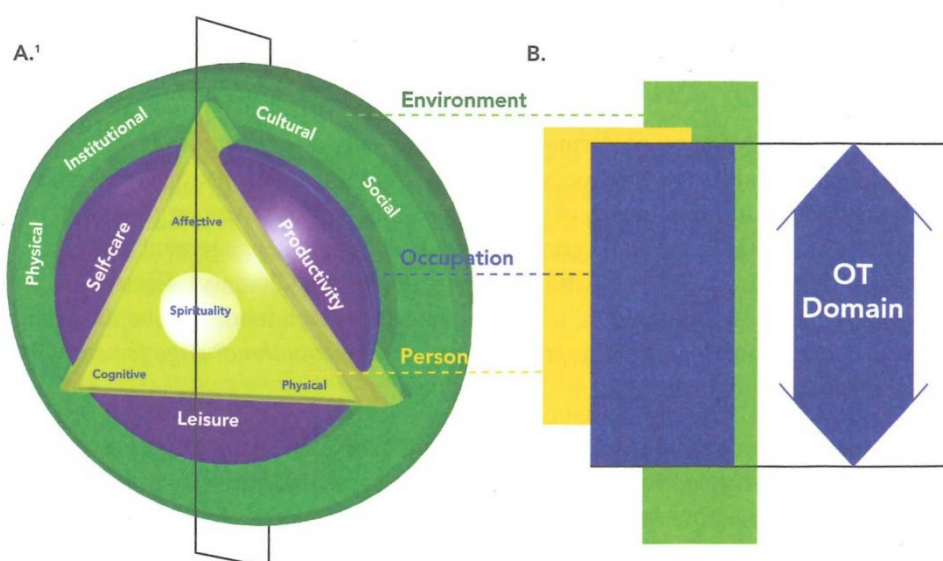 A.¹
B.
Environment
Institutional
Cultural
Physical
Social
Affective
Self-care
Productivity
Occupation
OT
Domain
Spirituality
Person
Cognitive
Physical
Leisure